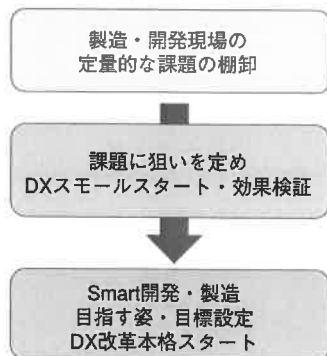 製造・開発現場の
定量的な課題の棚卸
課題に狙いを定め
DXスモールスタート・効果検証
Smart開発・製造
目指す姿・目標設定
DX改革本格スタート